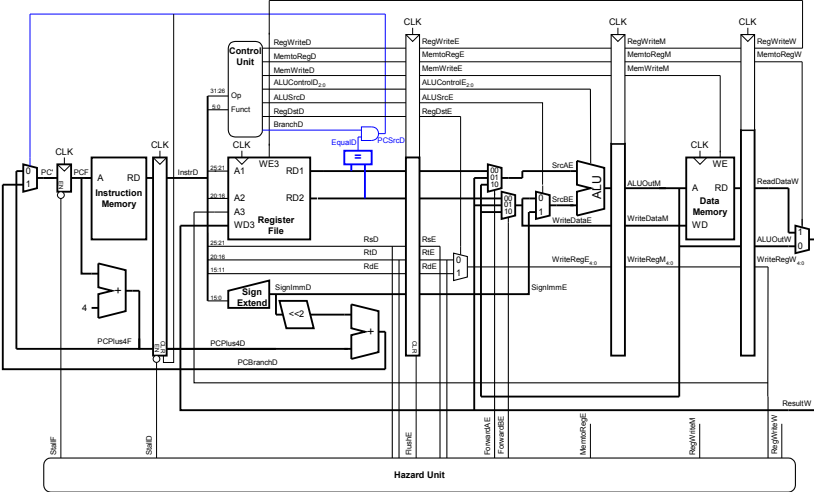 CLK CLK CLK
Control Unit
RegWriteD RegWriteE RegWriteM RegWriteW
MemtoRegD MemtoRegE MemtoRegM MemtoRegW
MemWriteD MemWriteE MemWriteM
ALUControlD2:0 ALUControlE2:0
31:26 Op ALUSrcD ALUSrcE
5:0 Funct RegDstD RegDstE
BranchD
EqualD PCSrcD
CLK CLK CLK CLK
0 1 PC' PCF EN
A RD
Instruction Memory
InstrD
25:21 A1 WE3 RD1
=
20:16 A2 RD2
A3
WD3
Register File
00 01 10 SrcAE
00 01 10 0 1 SrcBE
ALU
ALUOutM
WriteDataE WriteDataM
WE
A RD
Data Memory
WD
ReadDataW
1 0
ALUOutW
25:21 RsD RsE
20:16 RtD RtE
15:11 RdD RdE
0 1
WriteRegE4:0 WriteRegM4:0 WriteRegW4:0
15:0 Sign Extend SignImmD SignImmE
<<2
+
4
+
PCPlus4F EN CLR PCPlus4D CLR
PCBranchD
ResultW
StallF StallD FlushE ForwardAE ForwardBE MemtoRegE RegWriteM RegWriteW
Hazard Unit